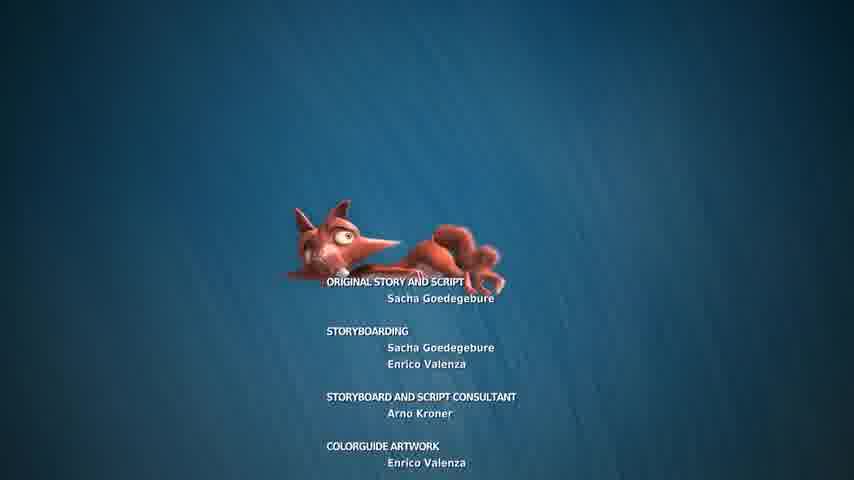 ORIGINAL STORY AND SCRIPT
Sacha Goedegebure
STORYBOARDING
Sacha Goedegebure
Enrico Valenza
STORYBOARD AND SCRIPT CONSULTANT
Arno Kroner
COLORGUIDE ARTWORK
Enrico Valenza